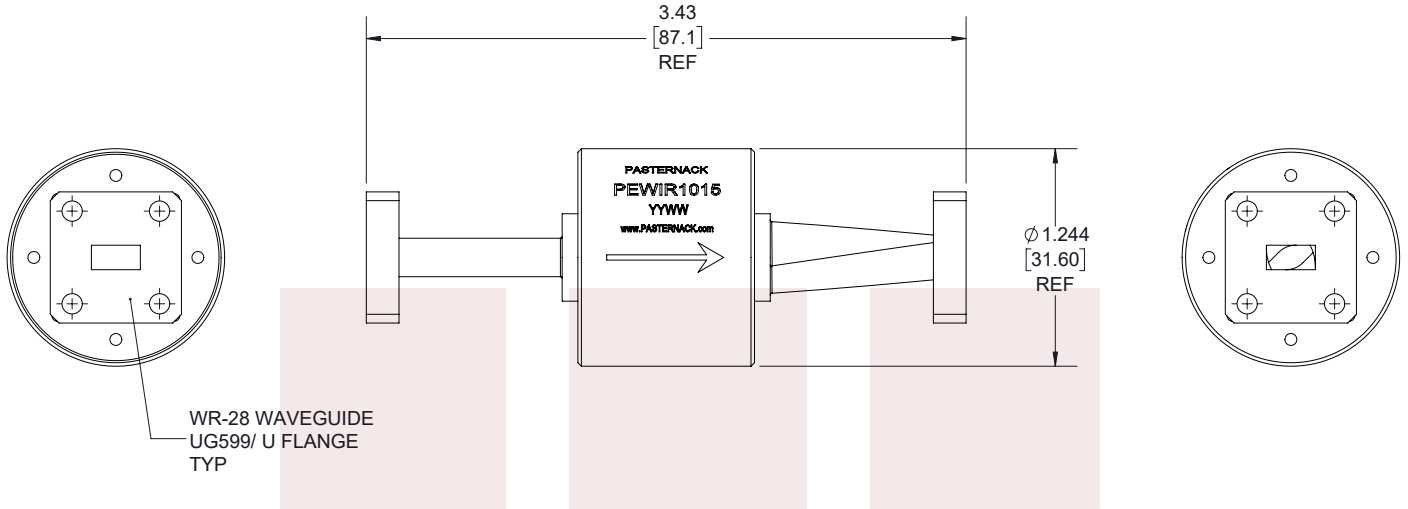 3.43
[87.1]
REF
PASTERNACK
PEWIR1015
YYWW
www.PASTERNACK.com
∅1.244
[31.60]
REF
WR-28 WAVEGUIDE
UG599/ U FLANGE
TYP